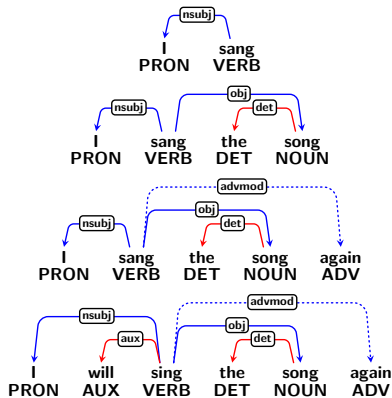 nsubj
I sang
PRON VERB
obj
nsubj det
I sang the song
PRON VERB DET NOUN
advmod
obj
nsubj det
I sang the song again
PRON VERB DET NOUN ADV
advmod
nsubj obj
aux det
I will sing the song again
PRON AUX VERB DET NOUN ADV